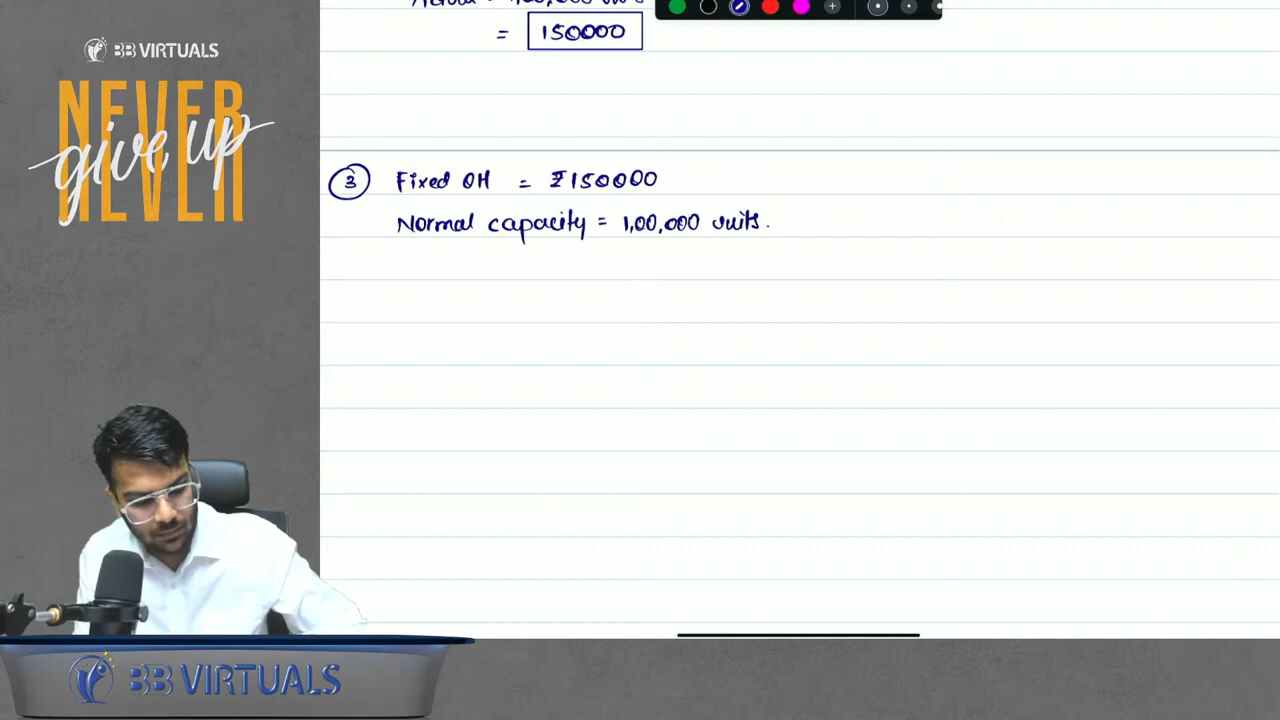 BB VIRTUALS
NEVER
give up
NEVER
= 150000
3 Fixed OH = ₹150000
Normal capacity = 1,00,000 units.
BB VIRTUALS